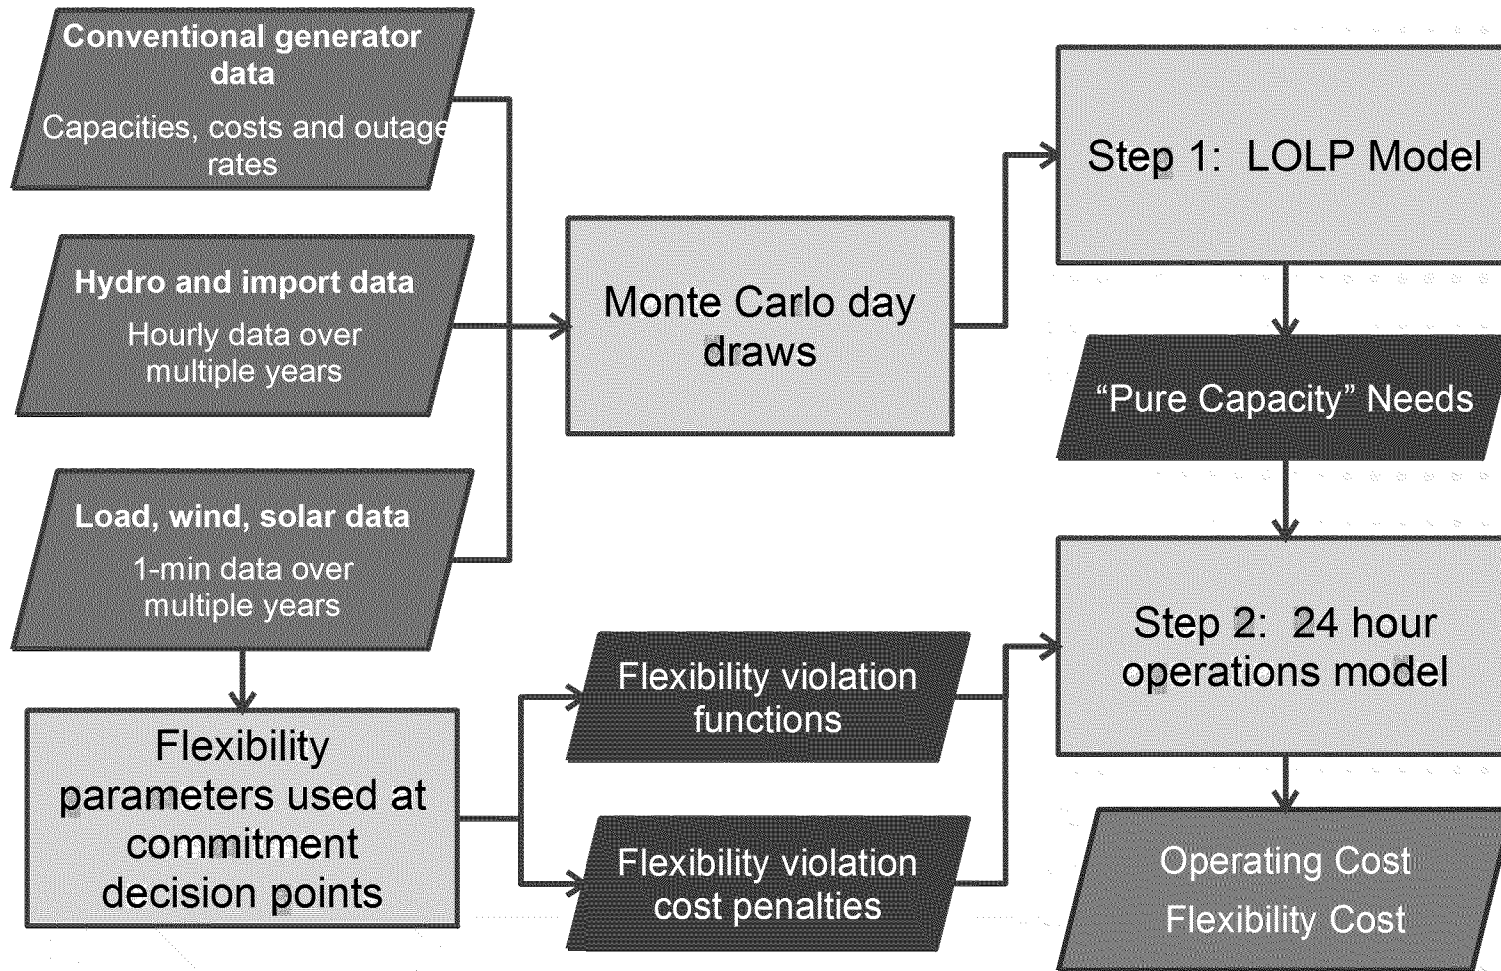 Conventional generator
data
Capacities, costs and outage
rates
Hydro and import data
Hourly data over
multiple years
Load, wind, solar data
1-min data over
multiple years
Flexibility
parameters used at
commitment
decision points
Monte Carlo day
draws
Flexibility violation
functions
Flexibility violation
cost penalties
Step 1: LOLP Model
“Pure Capacity” Needs
Step 2: 24 hour
operations model
Operating Cost
Flexibility Cost